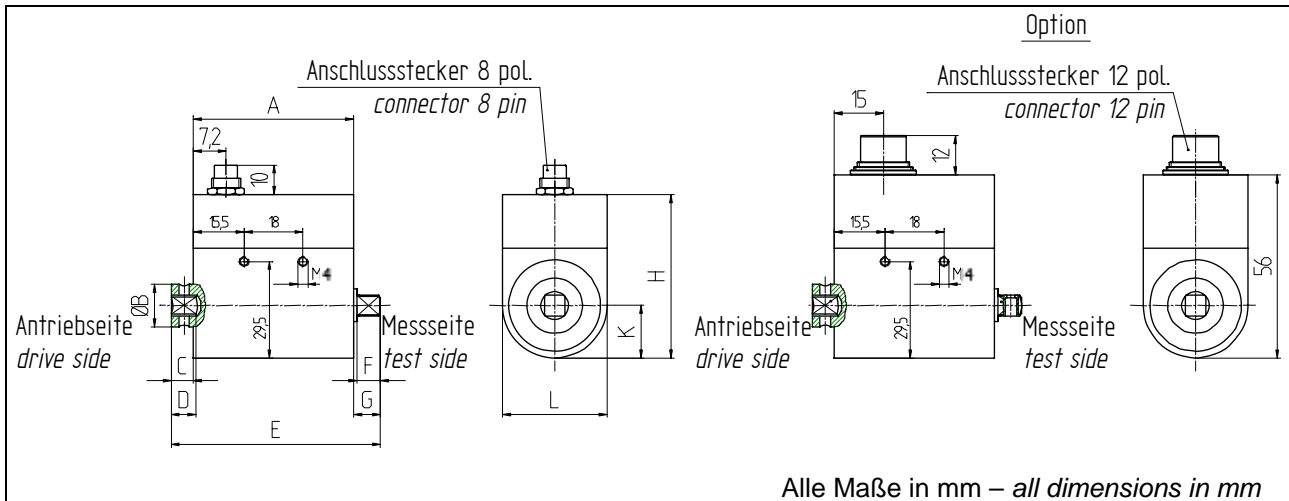 Option
Anschlussstecker 8 pol.
connector 8 pin
Anschlussstecker 12 pol.
connector 12 pin
A
7,2
10
15,5
18
M4
ØB
29,5
Antriebseite
drive side
Messseite
test side
C
D
F
G
E
H
K
L
15
12
15,5
18
M4
29,5
Antriebseite
drive side
Messseite
test side
56
Alle Maße in mm – all dimensions in mm